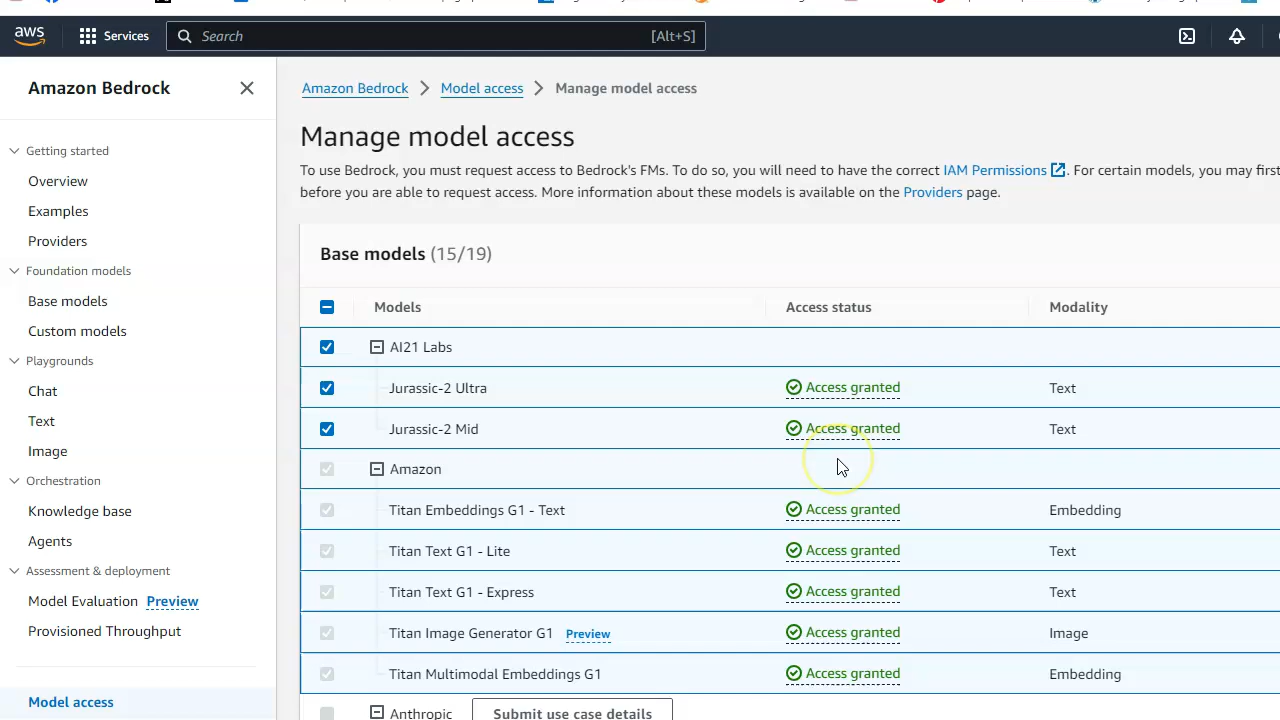 aws Services Search [Alt+S]
Amazon Bedrock
Getting started
Overview
Examples
Providers
Foundation models
Base models
Custom models
Playgrounds
Chat
Text
Image
Orchestration
Knowledge base
Agents
Assessment & deployment
Model Evaluation Preview
Provisioned Throughput
Model access
Amazon Bedrock Model access Manage model access
Manage model access
To use Bedrock, you must request access to Bedrock's FMs. To do so, you will need to have the correct IAM Permissions. For certain models, you may first
before you are able to request access. More information about these models is available on the Providers page.
Base models (15/19)
Models Access status Modality
AI21 Labs
Jurassic-2 Ultra Access granted Text
Jurassic-2 Mid Access granted Text
Amazon
Titan Embeddings G1 - Text Access granted Embedding
Titan Text G1 - Lite Access granted Text
Titan Text G1 - Express Access granted Text
Titan Image Generator G1 Preview Access granted Image
Titan Multimodal Embeddings G1 Access granted Embedding
Anthropic Submit use case details